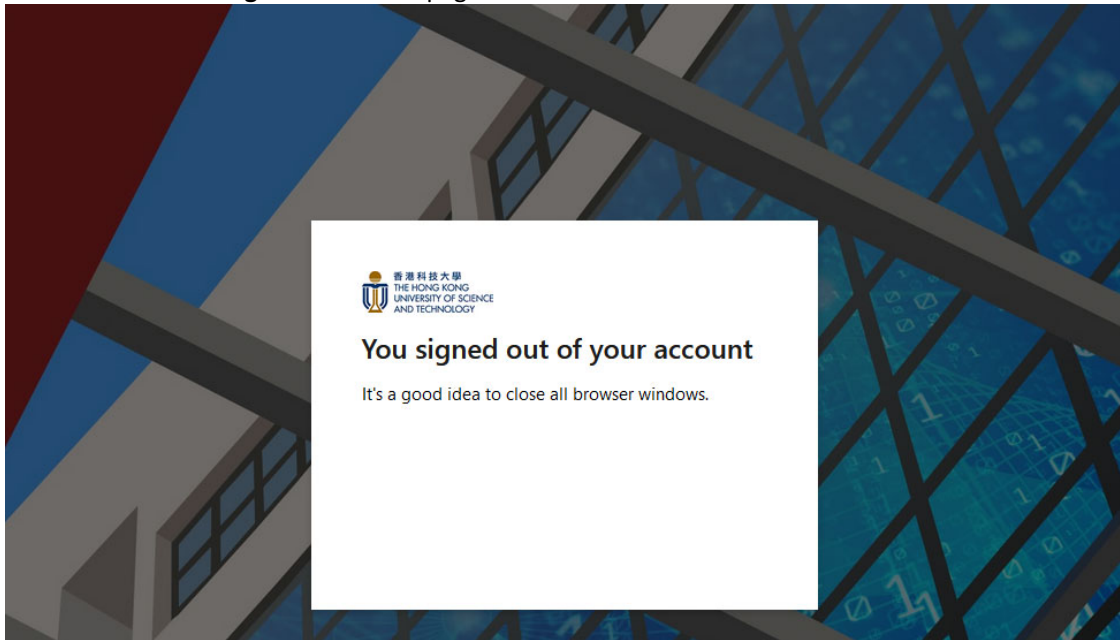 香港科技大學
THE HONG KONG
UNIVERSITY OF SCIENCE
AND TECHNOLOGY
You signed out of your account
It's a good idea to close all browser windows.